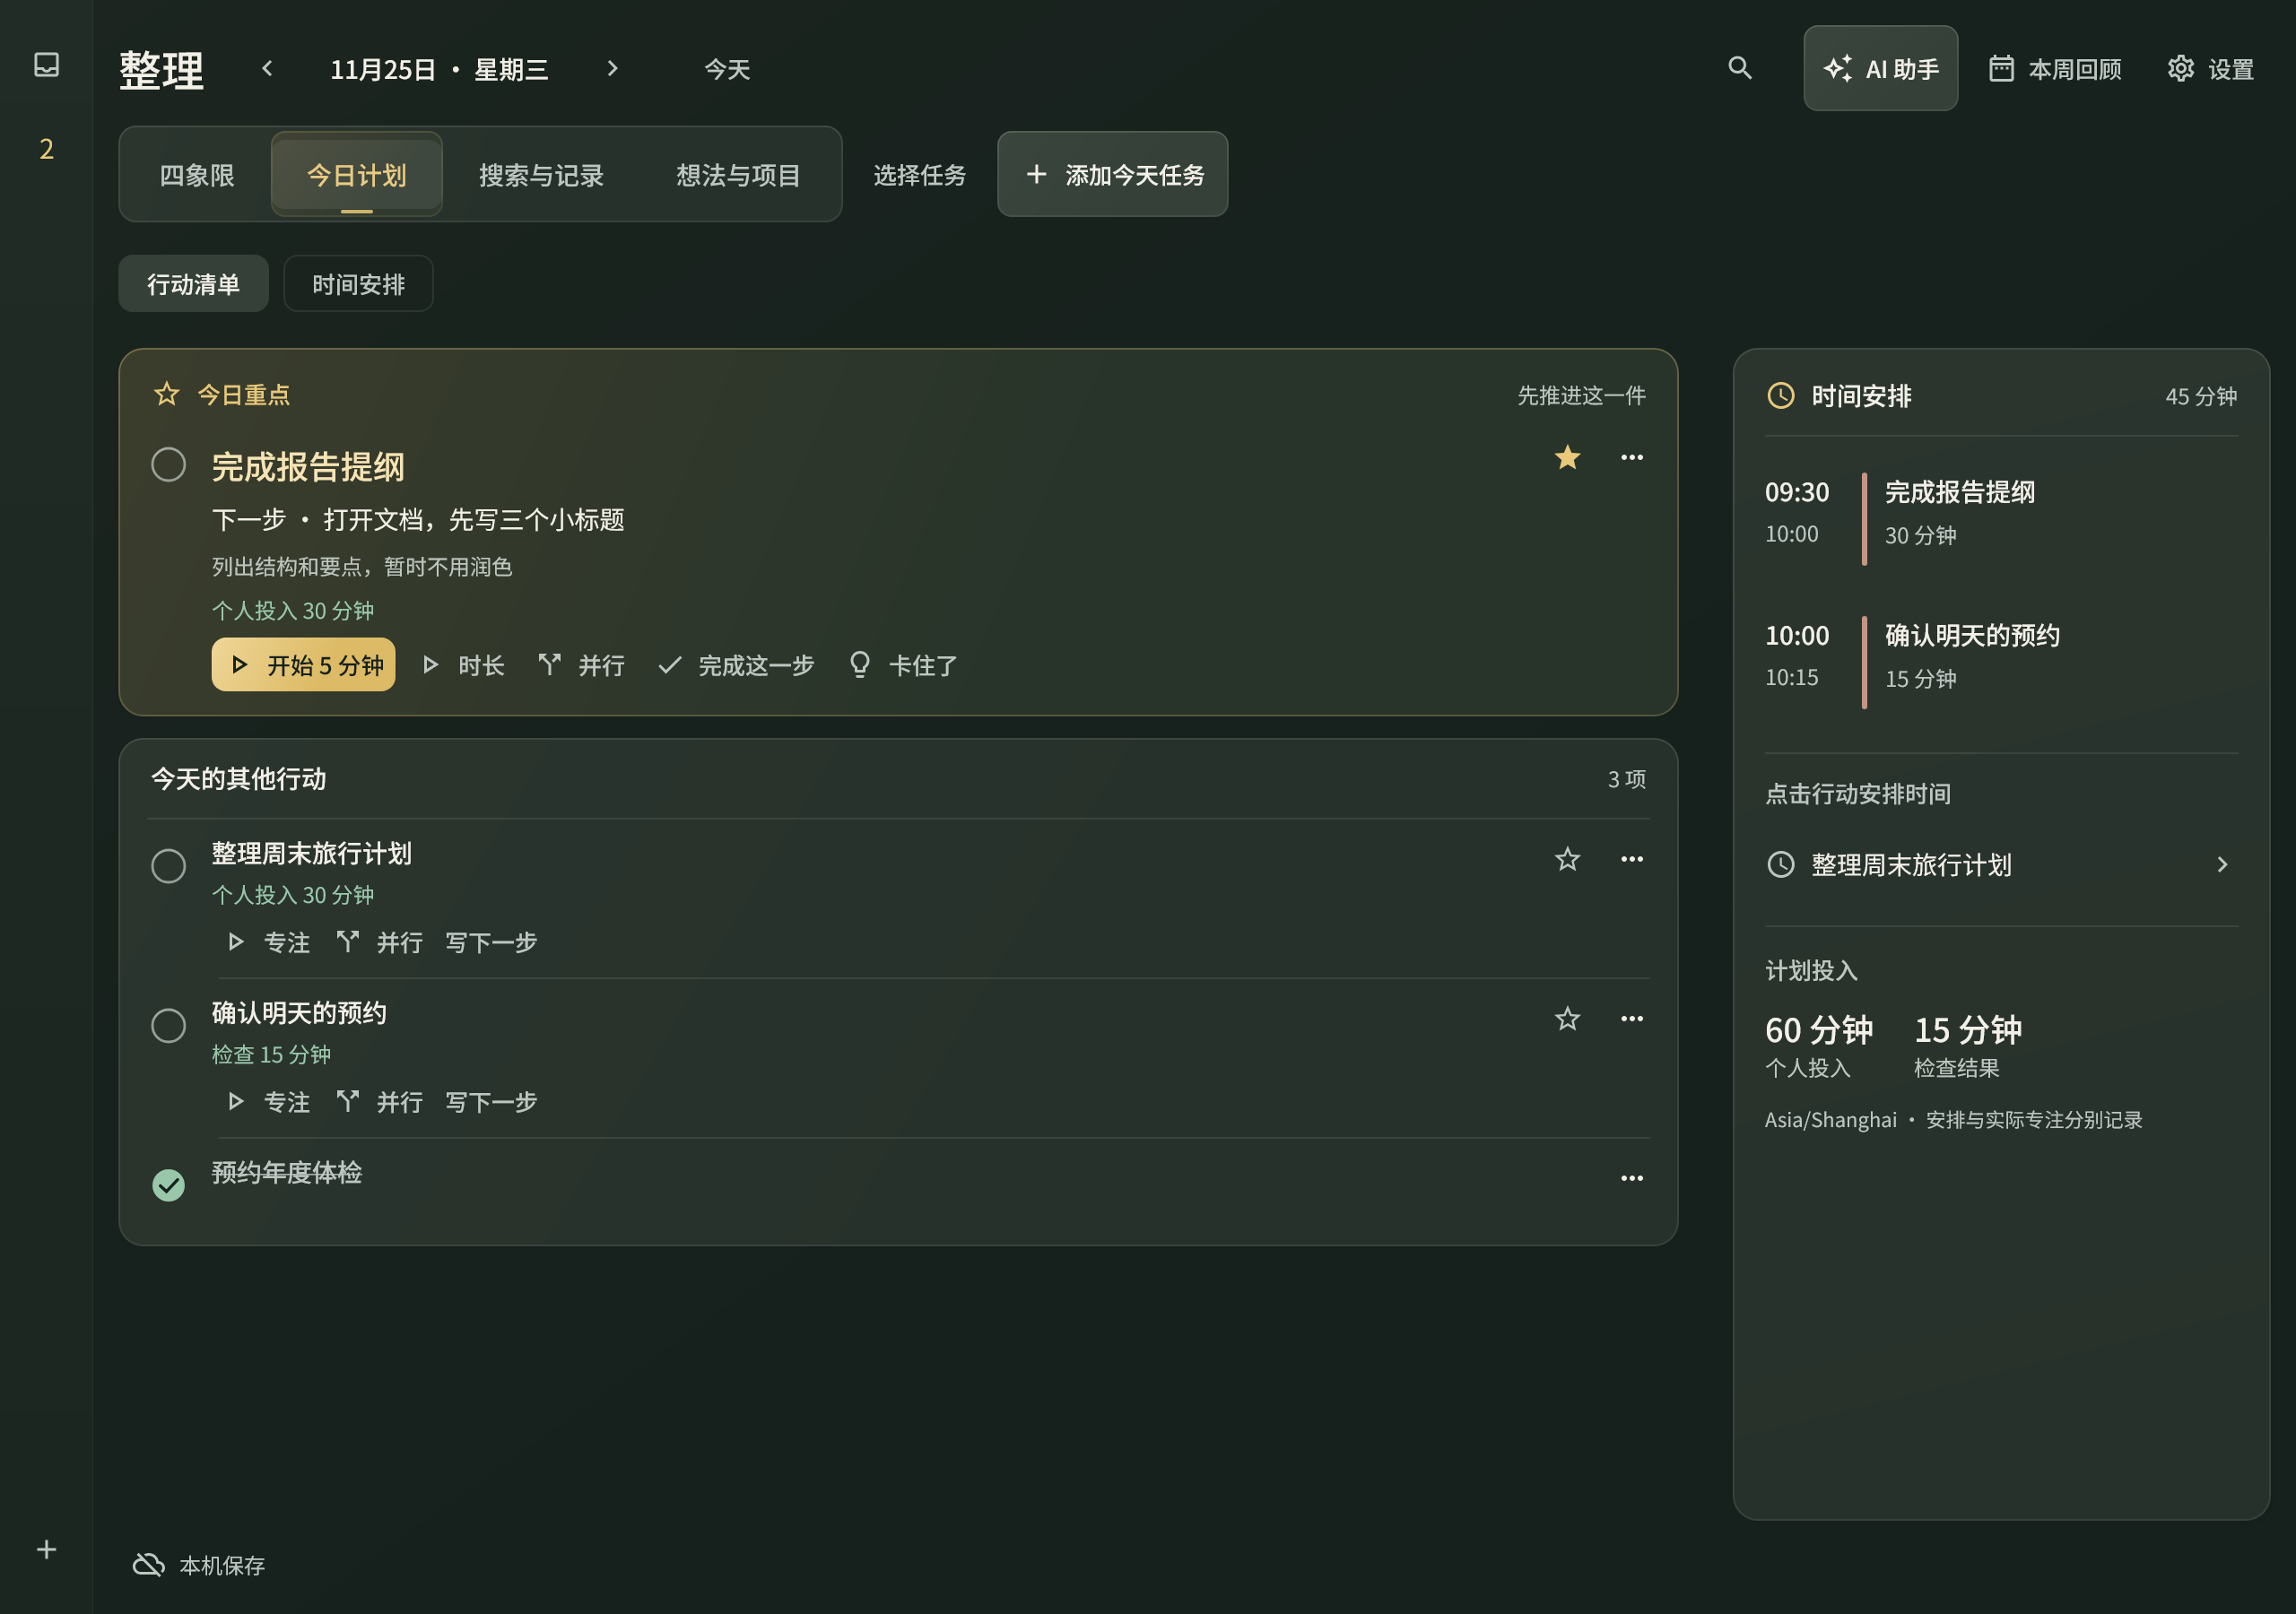 整理
11月25日 · 星期三
今天
AI 助手
本周回顾
设置
2
四象限
今日计划
搜索与记录
想法与项目
选择任务
+ 添加今天任务
行动清单
时间安排
今日重点
先推进这一件
完成报告提纲
下一步 · 打开文档，先写三个小标题
列出结构和要点，暂时不用润色
个人投入 30 分钟
开始 5 分钟
时长
并行
完成这一步
卡住了
今天的其他行动
3 项
整理周末旅行计划
个人投入 30 分钟
专注
并行
写下一步
确认明天的预约
检查 15 分钟
专注
并行
写下一步
预约年度体检
时间安排
45 分钟
09:30
完成报告提纲
10:00
30 分钟
10:00
确认明天的预约
10:15
15 分钟
点击行动安排时间
整理周末旅行计划
计划投入
60 分钟
15 分钟
个人投入
检查结果
Asia/Shanghai · 安排与实际专注分别记录
本机保存